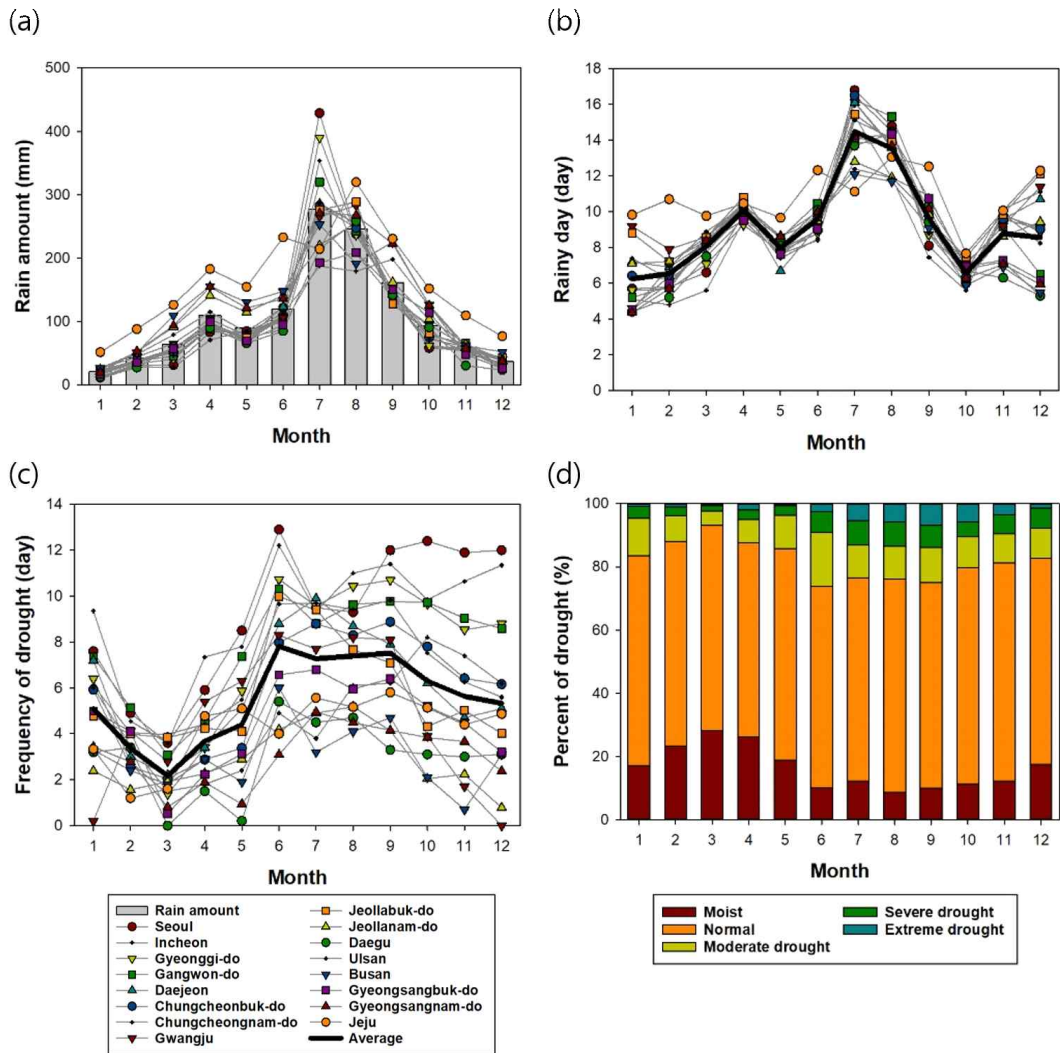 (a)
500
400
300
200
100
0
Rain amount (mm)
1 2 3 4 5 6 7 8 9 10 11 12
Month
(b)
18
16
14
12
10
8
6
4
2
0
Rainy day (day)
1 2 3 4 5 6 7 8 9 10 11 12
Month
(c)
14
12
10
8
6
4
2
0
Frequency of drought (day)
1 2 3 4 5 6 7 8 9 10 11 12
Month
(d)
100
80
60
40
20
0
Percent of drought (%)
1 2 3 4 5 6 7 8 9 10 11 12
Month
Rain amount
Seoul
Incheon
Gyeonggi-do
Gangwon-do
Daejeon
Chungcheonbuk-do
Chungcheongnam-do
Gwangju
Jeollabuk-do
Jeollanam-do
Daegu
Ulsan
Busan
Gyeongsangbuk-do
Gyeongsangnam-do
Jeju
Average
Moist
Normal
Moderate drought
Severe drought
Extreme drought